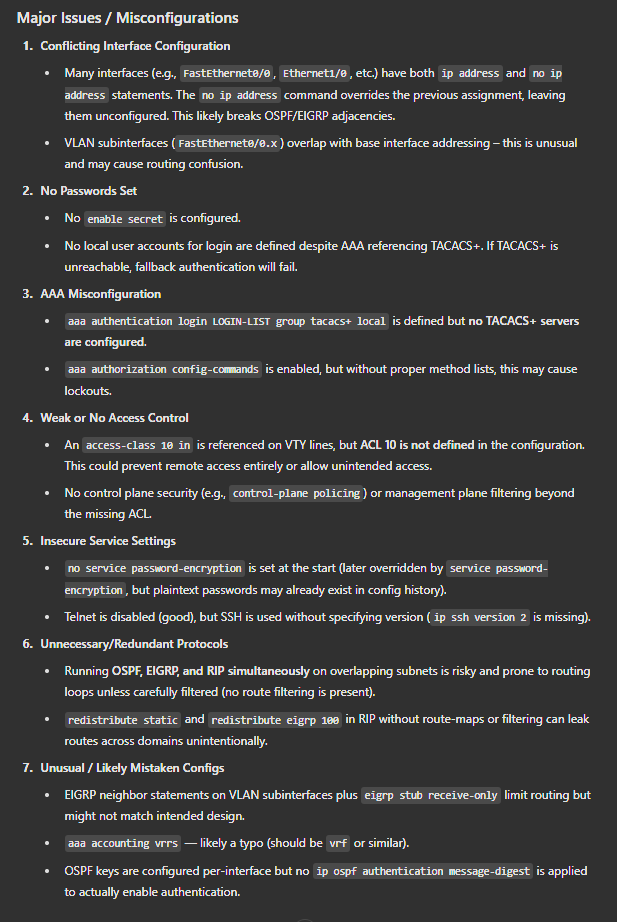 Major Issues / Misconfigurations
1. Conflicting Interface Configuration
• Many interfaces (e.g., FastEthernet0/0, Ethernet1/0, etc.) have both ip address and no ip
address statements. The no ip address command overrides the previous assignment, leaving
them unconfigured. This likely breaks OSPF/EIGRP adjacencies.
• VLAN subinterfaces (FastEthernet0/0.x) overlap with base interface addressing – this is unusual
and may cause routing confusion.
2. No Passwords Set
• No enable secret is configured.
• No local user accounts for login are defined despite AAA referencing TACACS+. If TACACS+ is
unreachable, fallback authentication will fail.
3. AAA Misconfiguration
• aaa authentication login LOGIN-LIST group tacacs+ local is defined but no TACACS+ servers
are configured.
• aaa authorization config-commands is enabled, but without proper method lists, this may cause
lockouts.
4. Weak or No Access Control
• An access-class 10 in is referenced on VTY lines, but ACL 10 is not defined in the configuration.
This could prevent remote access entirely or allow unintended access.
• No control plane security (e.g., control-plane policing) or management plane filtering beyond
the missing ACL.
5. Insecure Service Settings
• no service password-encryption is set at the start (later overridden by service password-
encryption, but plaintext passwords may already exist in config history).
• Telnet is disabled (good), but SSH is used without specifying version (ip ssh version 2 is missing).
6. Unnecessary/Redundant Protocols
• Running OSPF, EIGRP, and RIP simultaneously on overlapping subnets is risky and prone to routing
loops unless carefully filtered (no route filtering is present).
• redistribute static and redistribute eigrp 100 in RIP without route-maps or filtering can leak
routes across domains unintentionally.
7. Unusual / Likely Mistaken Configs
• EIGRP neighbor statements on VLAN subinterfaces plus eigrp stub receive-only limit routing but
might not match intended design.
• aaa accounting vrrs — likely a typo (should be vrf or similar).
• OSPF keys are configured per-interface but no ip ospf authentication message-digest is applied
to actually enable authentication.